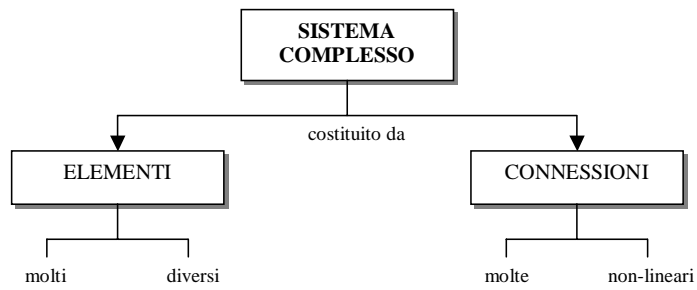 SISTEMA
COMPLESSO
costituito da
ELEMENTI
CONNESSIONI
molti
diversi
molte
non-lineari